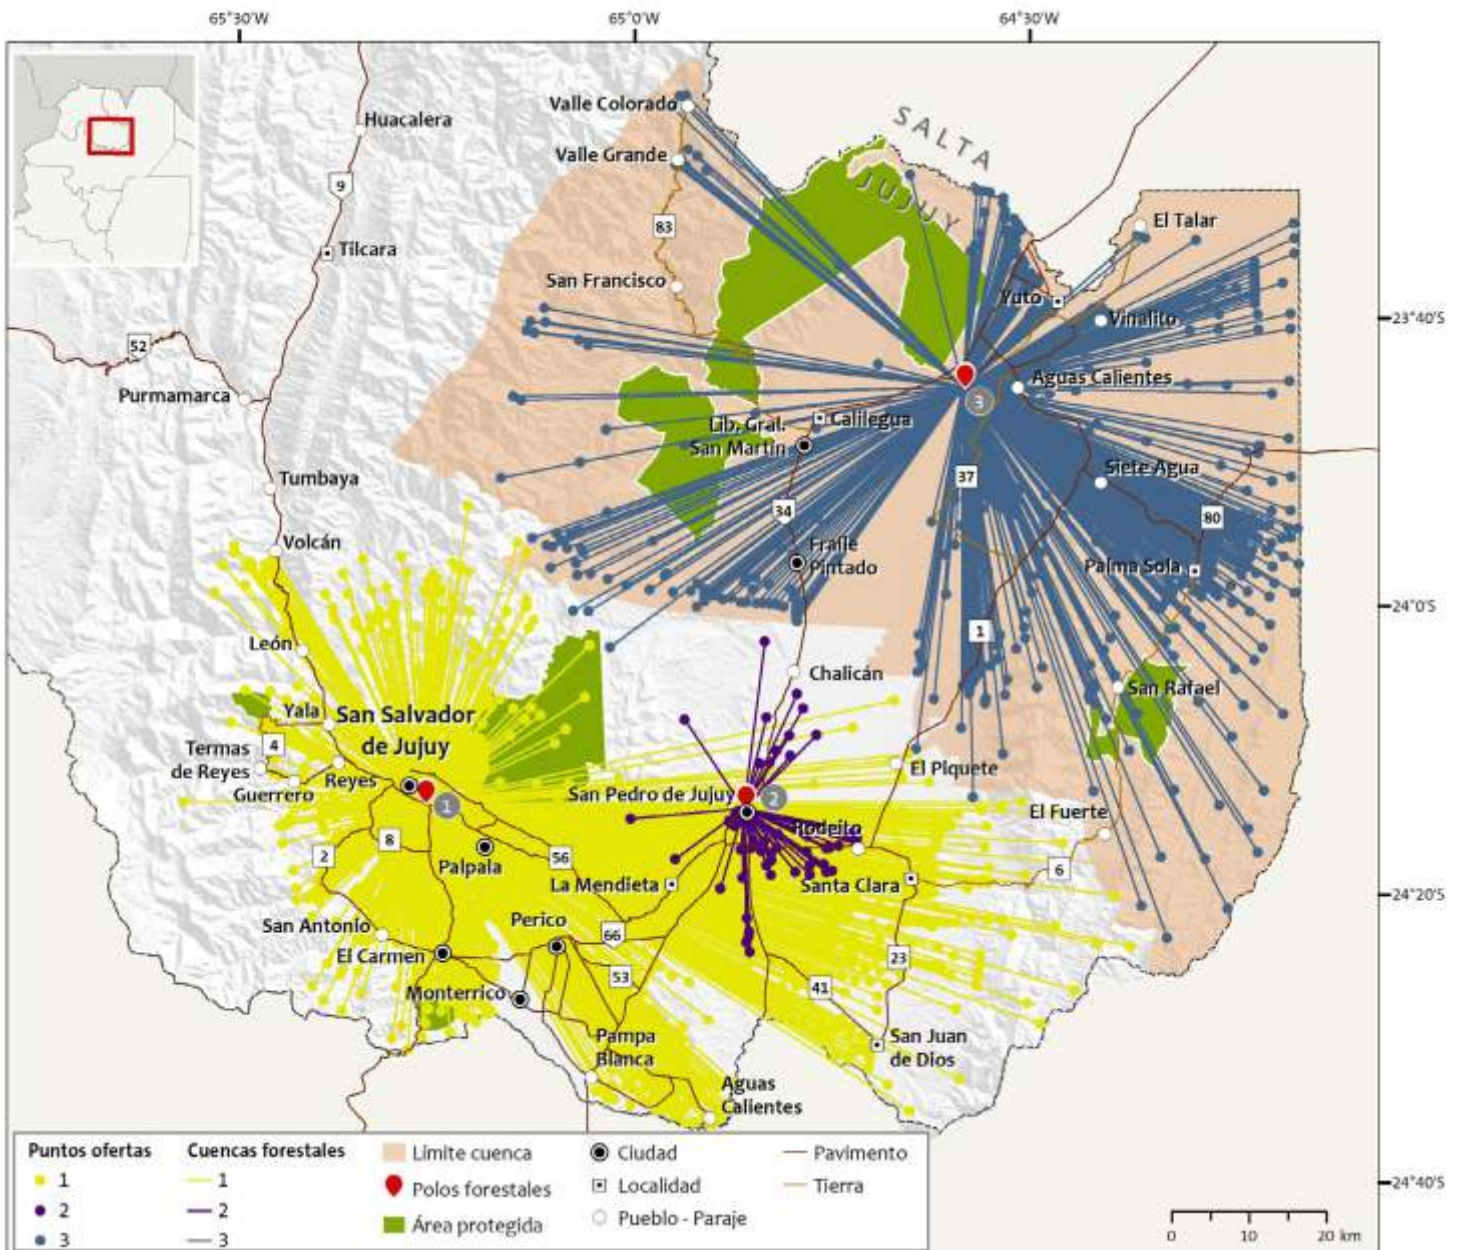 65°30'W
65°0'W
64°30'W
Valle Colorado
Huacalera
SALTA
Valle Grande
9
JUJUY
83
El Talar
Tilcara
San Francisco
Yuto
Vinalito
23°40'S
52
Aguas Calientes
3
Purmamarca
Lib. Gral.
San Martín
Calilegua
Tumbaya
37
Siete Agua
34
80
Volcán
Fraile
Pintado
Palma Sola
24°0'S
León
1
Chalicán
San Rafael
Yala
San Salvador
de Jujuy
4
Termas
de Reyes
Reyes
El Piquete
Guerrero
1
San Pedro de Jujuy
2
El Fuerte
Rodeito
8
2
56
Palpala
6
La Mendieta
Santa Clara
24°20'S
San Antonio
Perico
66
El Carmen
23
53
41
Monterrico
Pampa
Blanca
San Juan
de Dios
Aguas
Calientes
Puntos ofertas
1
2
3
Cuencas forestales
1
2
3
Límite cuenca
Polos forestales
Área protegida
Ciudad
Localidad
Pueblo - Paraje
Pavimento
Tierra
24°40'S
0 10 20 km